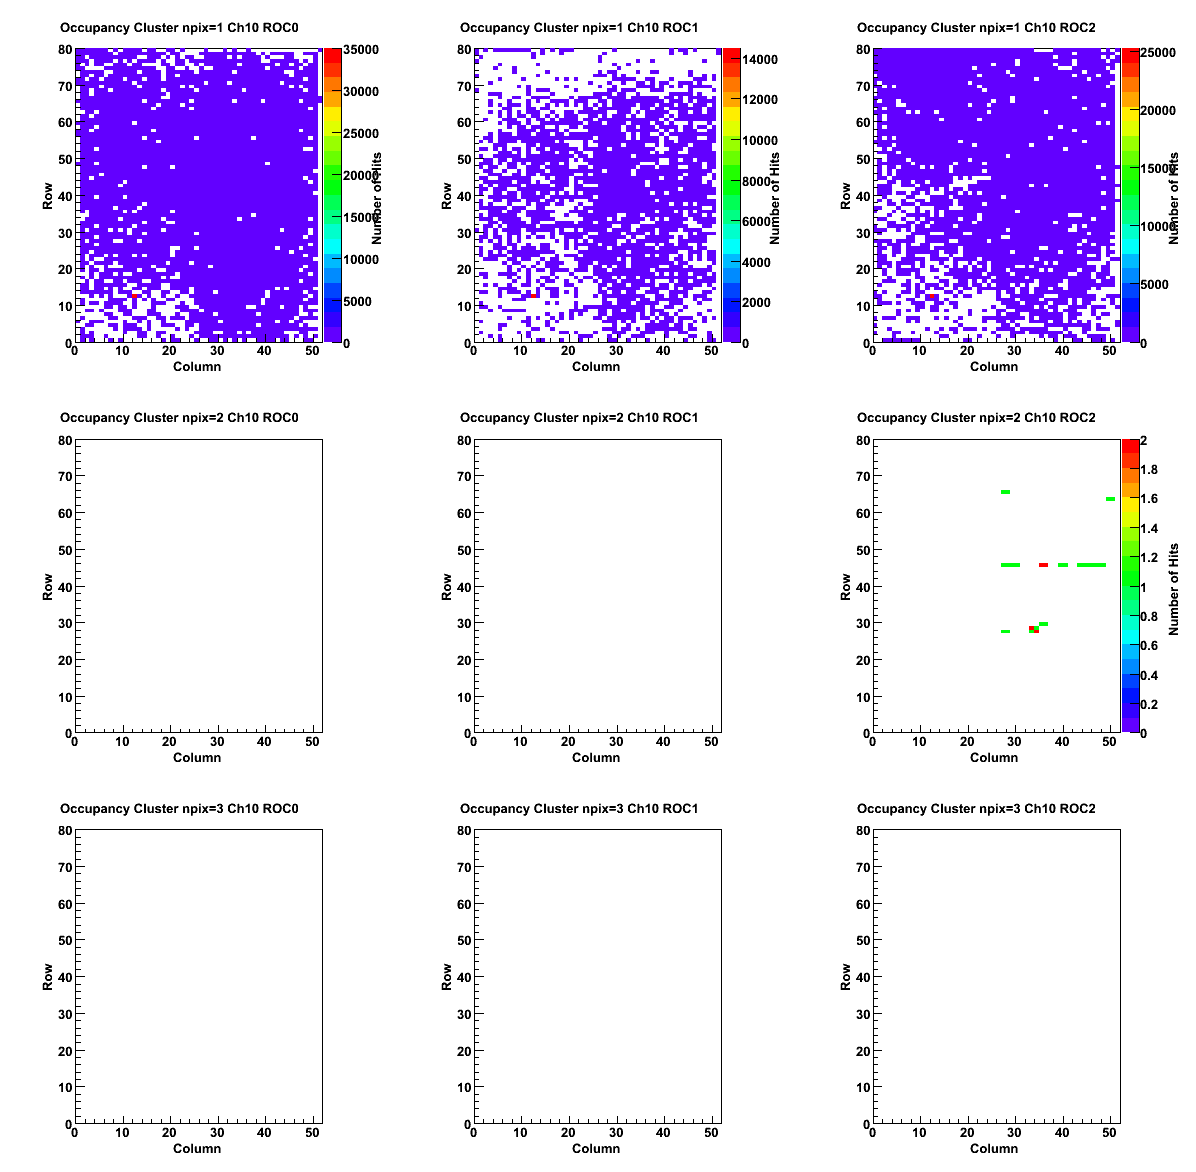 Occupancy Cluster npix=1 Ch10 ROC0
80
70
60
50
40
30
20
10
0
Row
0 10 20 30 40 50
Column
35000
30000
25000
20000
15000
10000
5000
0
Number of Hits
Occupancy Cluster npix=1 Ch10 ROC1
80
70
60
50
40
30
20
10
0
Row
0 10 20 30 40 50
Column
14000
12000
10000
8000
6000
4000
2000
0
Number of Hits
Occupancy Cluster npix=1 Ch10 ROC2
80
70
60
50
40
30
20
10
0
Row
0 10 20 30 40 50
Column
25000
20000
15000
10000
5000
0
Number of Hits
Occupancy Cluster npix=2 Ch10 ROC0
80
70
60
50
40
30
20
10
0
Row
0 10 20 30 40 50
Column
Occupancy Cluster npix=2 Ch10 ROC1
80
70
60
50
40
30
20
10
0
Row
0 10 20 30 40 50
Column
Occupancy Cluster npix=2 Ch10 ROC2
80
70
60
50
40
30
20
10
0
Row
0 10 20 30 40 50
Column
2
1.8
1.6
1.4
1.2
1
0.8
0.6
0.4
0.2
0
Number of Hits
Occupancy Cluster npix=3 Ch10 ROC0
80
70
60
50
40
30
20
10
0
Row
0 10 20 30 40 50
Column
Occupancy Cluster npix=3 Ch10 ROC1
80
70
60
50
40
30
20
10
0
Row
0 10 20 30 40 50
Column
Occupancy Cluster npix=3 Ch10 ROC2
80
70
60
50
40
30
20
10
0
Row
0 10 20 30 40 50
Column